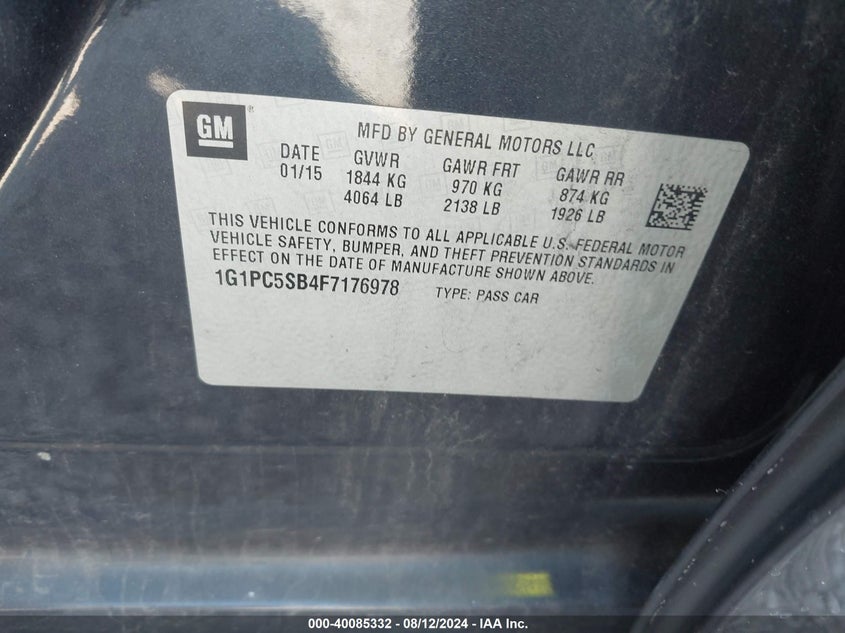 GM
MFD BY GENERAL MOTORS LLC
DATE GVWR GAWR FRT GAWR RR
01/15 1844 KG 970 KG 874 KG
4064 LB 2138 LB 1926 LB
THIS VEHICLE CONFORMS TO ALL APPLICABLE U.S. FEDERAL MOTOR
VEHICLE SAFETY, BUMPER, AND THEFT PREVENTION STANDARDS IN
EFFECT ON THE DATE OF MANUFACTURE SHOWN ABOVE.
1G1PC5SB4F7176978 TYPE: PASS CAR
000-40085332 - 08/12/2024 - IAA Inc.